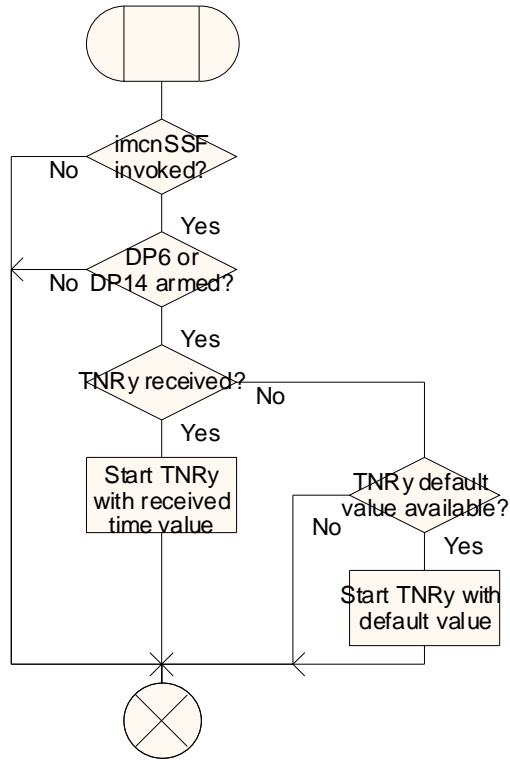 imcnSSF
invoked?
No
Yes
DP6 or
DP14 armed?
No
Yes
TNRy received?
No
Yes
Start TNRy
with received
time value
TNRy default
value available?
No
Yes
Start TNRy with
default value